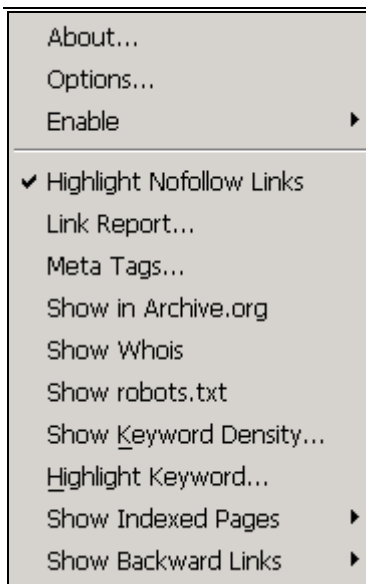 About...
Options...
Enable
Highlight Nofollow Links
Link Report...
Meta Tags...
Show in Archive.org
Show Whois
Show robots.txt
Show Keyword Density...
Highlight Keyword...
Show Indexed Pages
Show Backward Links